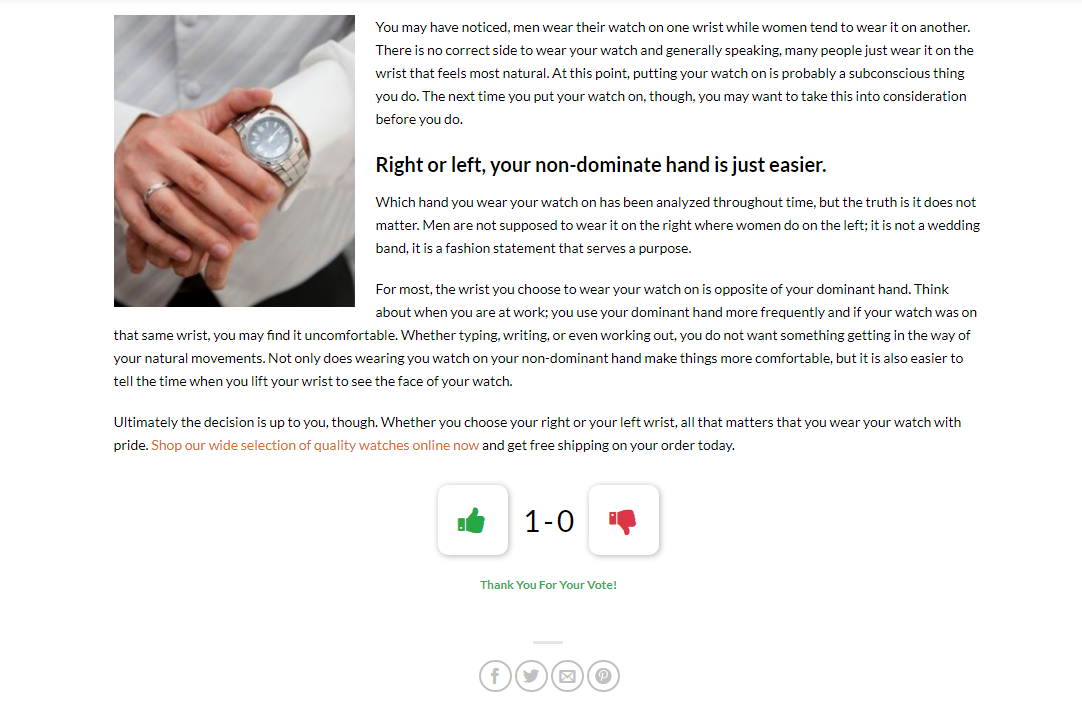 You may have noticed, men wear their watch on one wrist while women tend to wear it on another.
There is no correct side to wear your watch and generally speaking, many people just wear it on the
wrist that feels most natural. At this point, putting your watch on is probably a subconscious thing
you do. The next time you put your watch on, though, you may want to take this into consideration
before you do.
Right or left, your non-dominate hand is just easier.
Which hand you wear your watch on has been analyzed throughout time, but the truth is it does not
matter. Men are not supposed to wear it on the right where women do on the left; it is not a wedding
band, it is a fashion statement that serves a purpose.
For most, the wrist you choose to wear your watch on is opposite of your dominant hand. Think
about when you are at work; you use your dominant hand more frequently and if your watch was on
that same wrist, you may find it uncomfortable. Whether typing, writing, or even working out, you do not want something getting in the way of
your natural movements. Not only does wearing you watch on your non-dominant hand make things more comfortable, but it is also easier to
tell the time when you lift your wrist to see the face of your watch.
Ultimately the decision is up to you, though. Whether you choose your right or your left wrist, all that matters that you wear your watch with
pride. Shop our wide selection of quality watches online now and get free shipping on your order today.
1-0
Thank You For Your Vote!